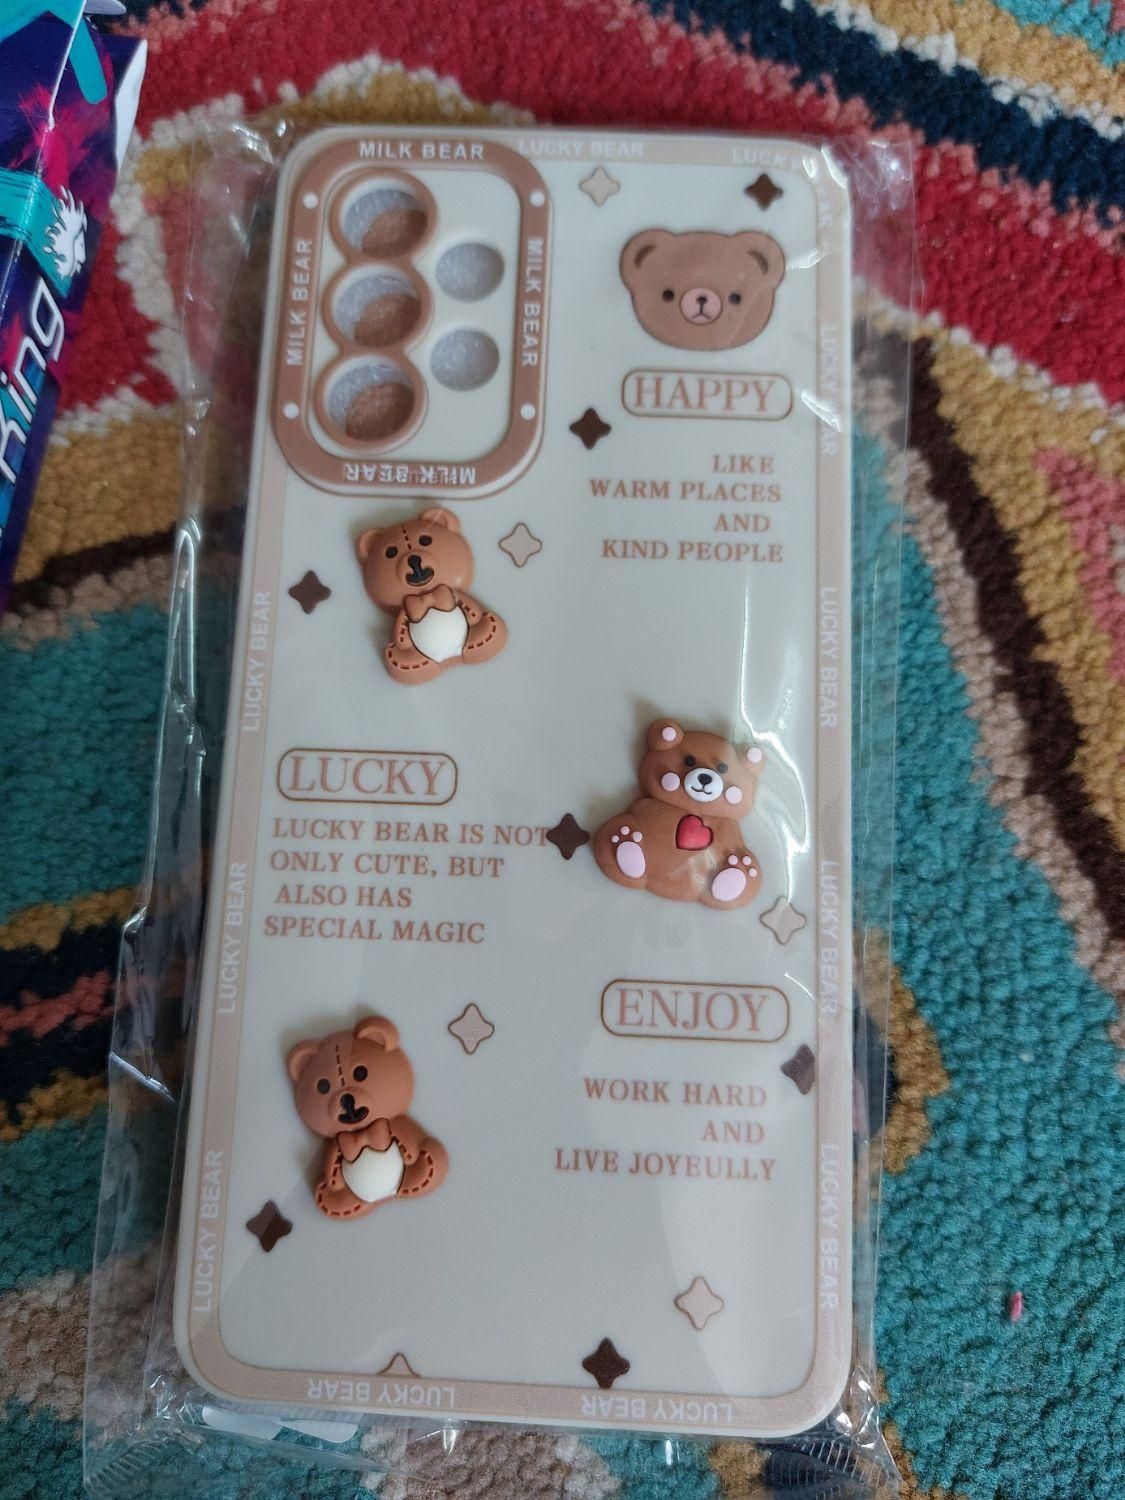 MILK BEAR
LUCKY BEAR
LUCKY BEAR
MILK BEAR
MILK BEAR
MILK BEAR
King
HAPPY
LIKE
WARM PLACES
AND
KIND PEOPLE
LUCKY
LUCKY BEAR IS NOT
ONLY CUTE, BUT
ALSO HAS
SPECIAL MAGIC
ENJOY
WORK HARD
AND
LIVE JOYEULLY
LUCKY BEAR
LUCKY BEAR
LUCKY BEAR
LUCKY
LUCKY BEAR
LUCKY BEAR
LUCKY BEAR
LUCKY BEAR
LUCKY BEAR